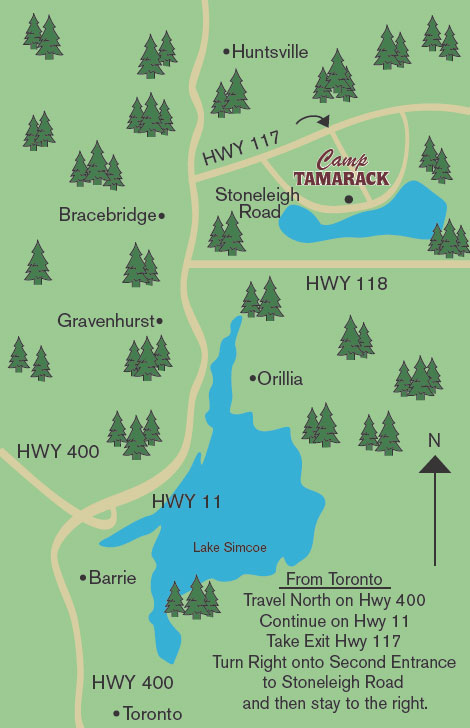 Huntsville
HWY 117
Camp
TAMARACK
Stoneleigh
Road
Bracebridge
HWY 118
Gravenhurst
Orillia
HWY 400
N
HWY 11
Lake Simcoe
Barrie
From Toronto
Travel North on Hwy 400
Continue on Hwy 11
Take Exit Hwy 117
Turn Right onto Second Entrance
to Stoneleigh Road
and then stay to the right.
HWY 400
Toronto